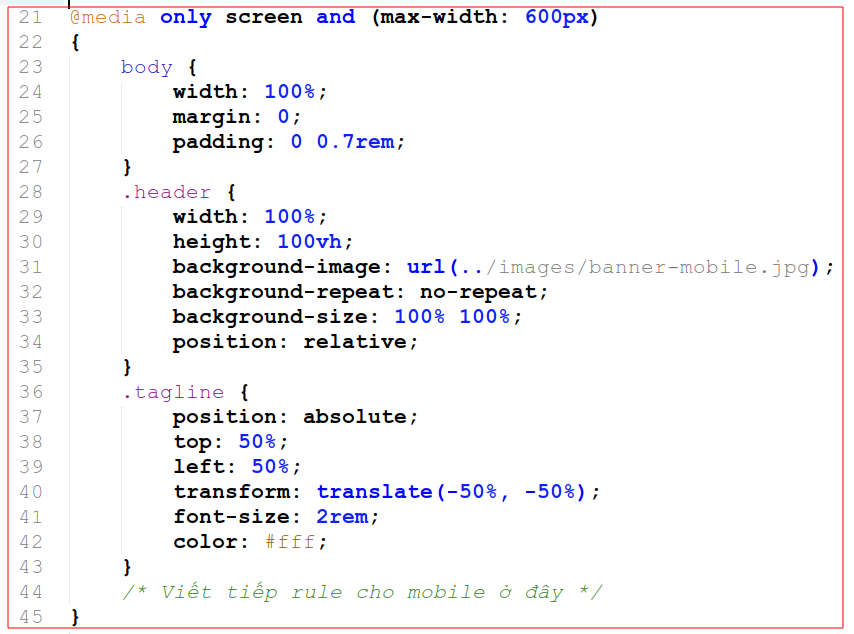 21 @media only screen and (max-width: 600px)
22 {
23 body {
24 width: 100%;
25 margin: 0;
26 padding: 0 0.7rem;
27 }
28 .header {
29 width: 100%;
30 height: 100vh;
31 background-image: url(../images/banner-mobile.jpg);
32 background-repeat: no-repeat;
33 background-size: 100% 100%;
34 position: relative;
35 }
36 .tagline {
37 position: absolute;
38 top: 50%;
39 left: 50%;
40 transform: translate(-50%, -50%);
41 font-size: 2rem;
42 color: #fff;
43 }
44 /* Viết tiếp rule cho mobile ở đây */
45 }